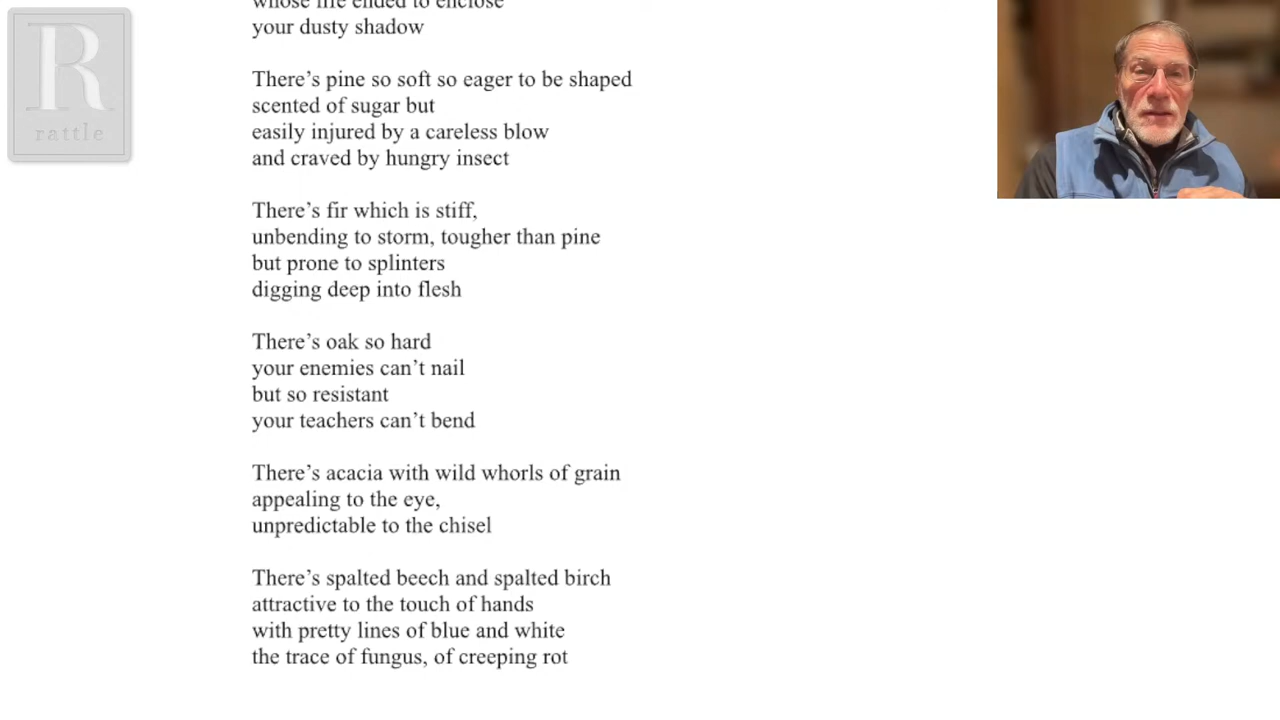 R
rattle
whose life ended to enclose
your dusty shadow
There's pine so soft so eager to be shaped
scented of sugar but
easily injured by a careless blow
and craved by hungry insect
There's fir which is stiff,
unbending to storm, tougher than pine
but prone to splinters
digging deep into flesh
There's oak so hard
your enemies can't nail
but so resistant
your teachers can't bend
There's acacia with wild whorls of grain
appealing to the eye,
unpredictable to the chisel
There's spalted beech and spalted birch
attractive to the touch of hands
with pretty lines of blue and white
the trace of fungus, of creeping rot